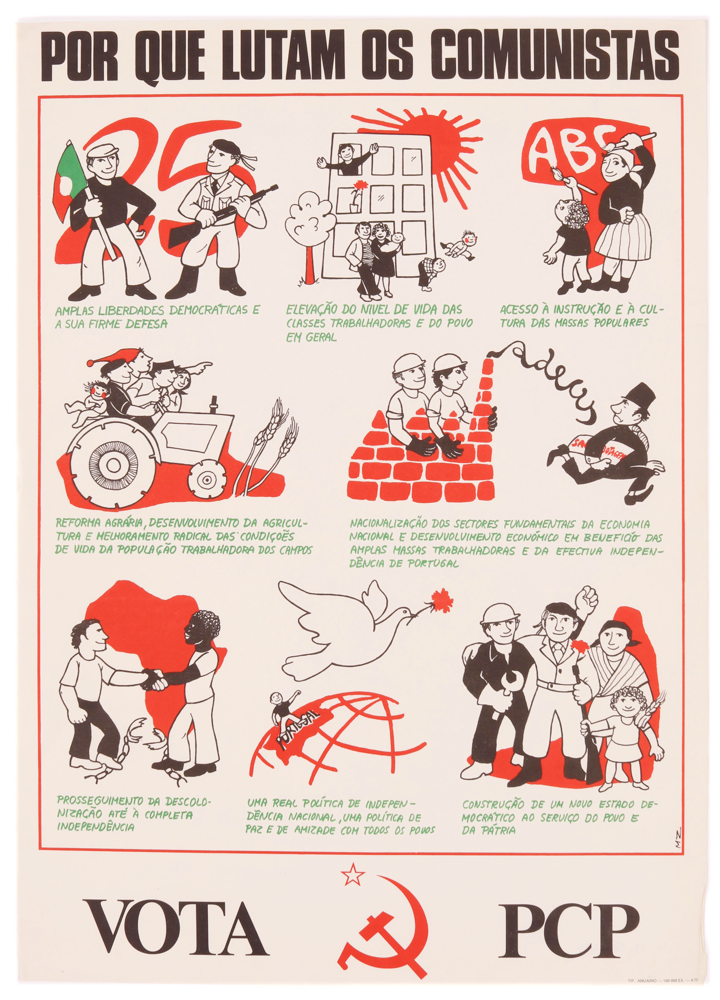 POR QUE LUTAM OS COMUNISTAS
25
ABC
AMPLAS LIBERDADES DEMOCRÁTICAS E
A SUA FIRME DEFESA
ELEVAÇÃO DO NIVEL DE VIDA DAS
CLASSES TRABALHADORAS E DO POVO
EM GERAL
ACESSO À INSTRUÇÃO E À CUL-
TURA DAS MASSAS POPULARES
adeus
SABOTAGEM
REFORMA AGRÁRIA, DESENVOLVIMENTO DA AGRICUL-
TURA E MELHORAMENTO RADICAL DAS CONDIÇÕES
DE VIDA DA POPULAÇÃO TRABALHADORA DOS CAMPOS
NACIONALIZAÇÃO DOS SECTORES FUNDAMENTAIS DA ECONOMIA
NACIONAL E DESENVOLVIMENTO ECONÓMICO EM BENEFICIO DAS
AMPLAS MASSAS TRABALHADORAS E DA EFECTIVA INDEPEN-
DÊNCIA DE PORTUGAL
PORTUGAL
PROSSEGUIMENTO DA DESCOLO-
NIZAÇÃO ATÉ À COMPLETA
INDEPENDÊNCIA
UMA REAL POLÍTICA DE INDEPEN-
DÊNCIA NACIONAL, UMA POLÍTICA DE
PAZ E DE AMIZADE COM TODOS OS POVOS
CONSTRUÇÃO DE UM NOVO ESTADO DE-
MOCRÁTICO AO SERVIÇO DO POVO E
DA PÁTRIA
MZ
VOTA PCP
TIP. ANUÁRIO — 100 000 EX. — 4-75